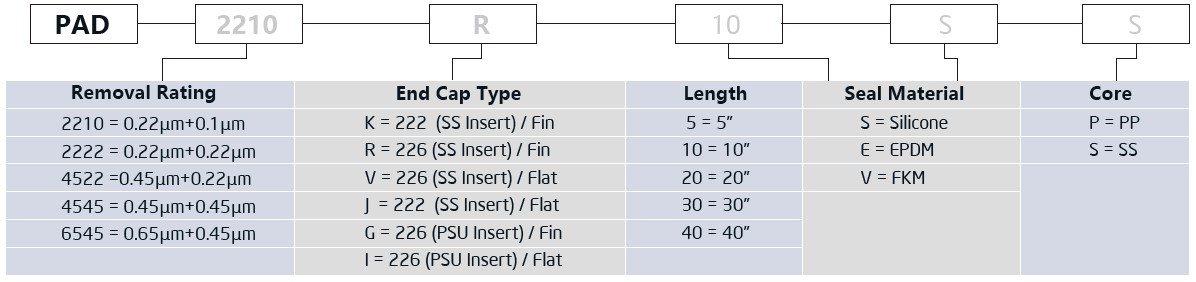 PAD 2210 R 10 S S
Removal Rating End Cap Type Length Seal Material Core
2210 = 0.22µm+0.1µm K = 222 (SS Insert) / Fin 5 = 5″ S = Silicone P = PP
2222 = 0.22µm+0.22µm R = 226 (SS Insert) / Fin 10 = 10″ E = EPDM S = SS
4522 =0.45µm+0.22µm V = 226 (SS Insert) / Flat 20 = 20″ V = FKM
4545 = 0.45µm+0.45µm J = 222 (SS Insert) / Flat 30 = 30″
6545 = 0.65µm+0.45µm G = 226 (PSU Insert) / Fin 40 = 40″
I = 226 (PSU Insert) / Flat